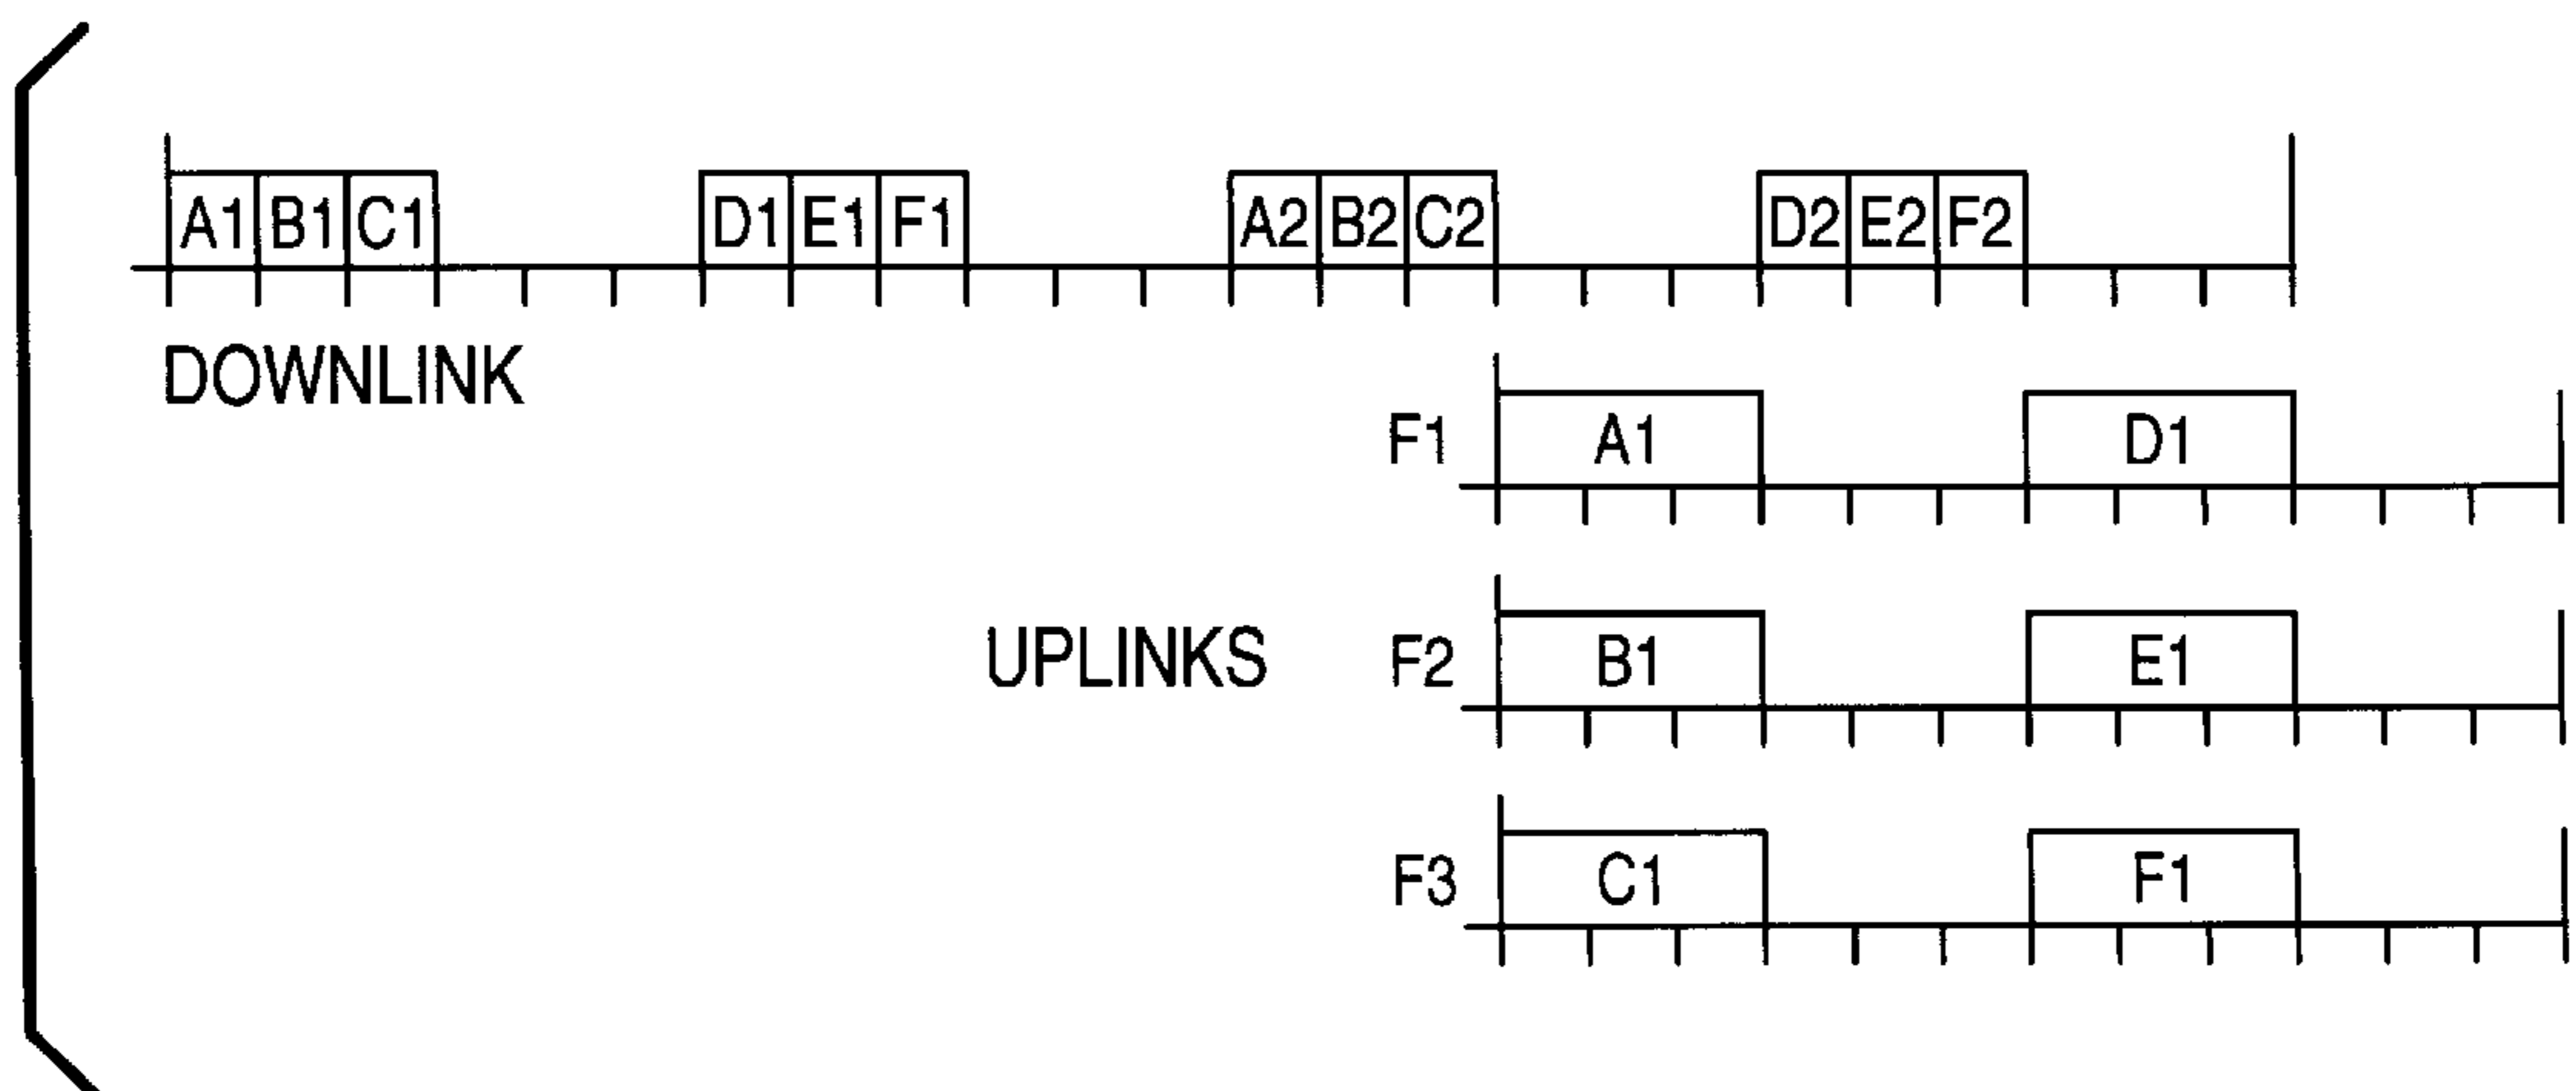 A1 B1 C1 D1 E1 F1 A2 B2 C2 D2 E2 F2
DOWNLINK
F1 A1 D1
UPLINKS F2 B1 E1
F3 C1 F1